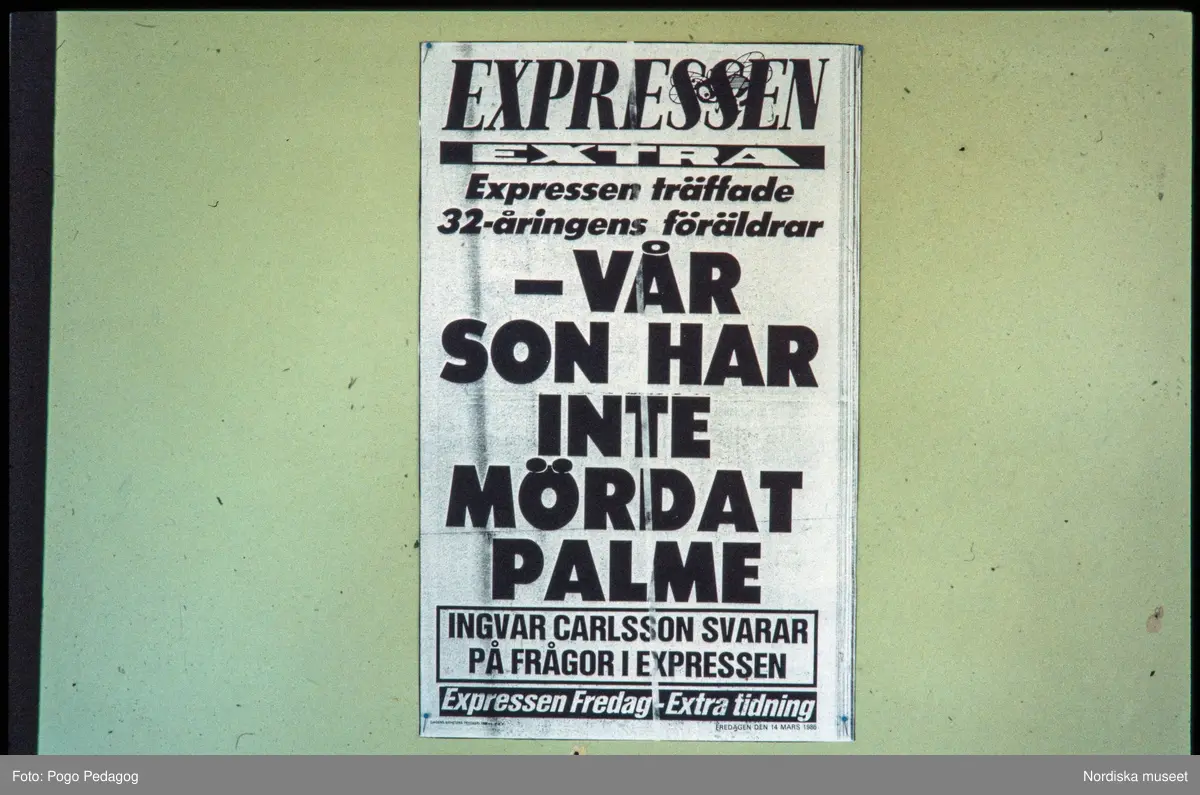 EXPRESSEN
EXTRA
Expressen träffade
32-åringens föräldrar
– VÅR
SON HAR
INTE
MÖRDAT
PALME
INGVAR CARLSSON SVARAR
PÅ FRÅGOR I EXPRESSEN
Expressen Fredag - Extra tidning
FREDAGEN DEN 14 MARS 1986
Foto: Pogo Pedagog
Nordiska museet